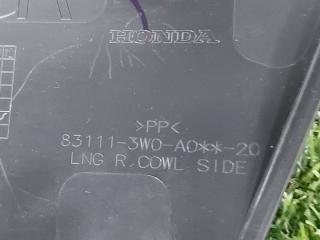 HONDA
>PP<
83111-3W0-A0**-20
LNG R, COWL SIDE